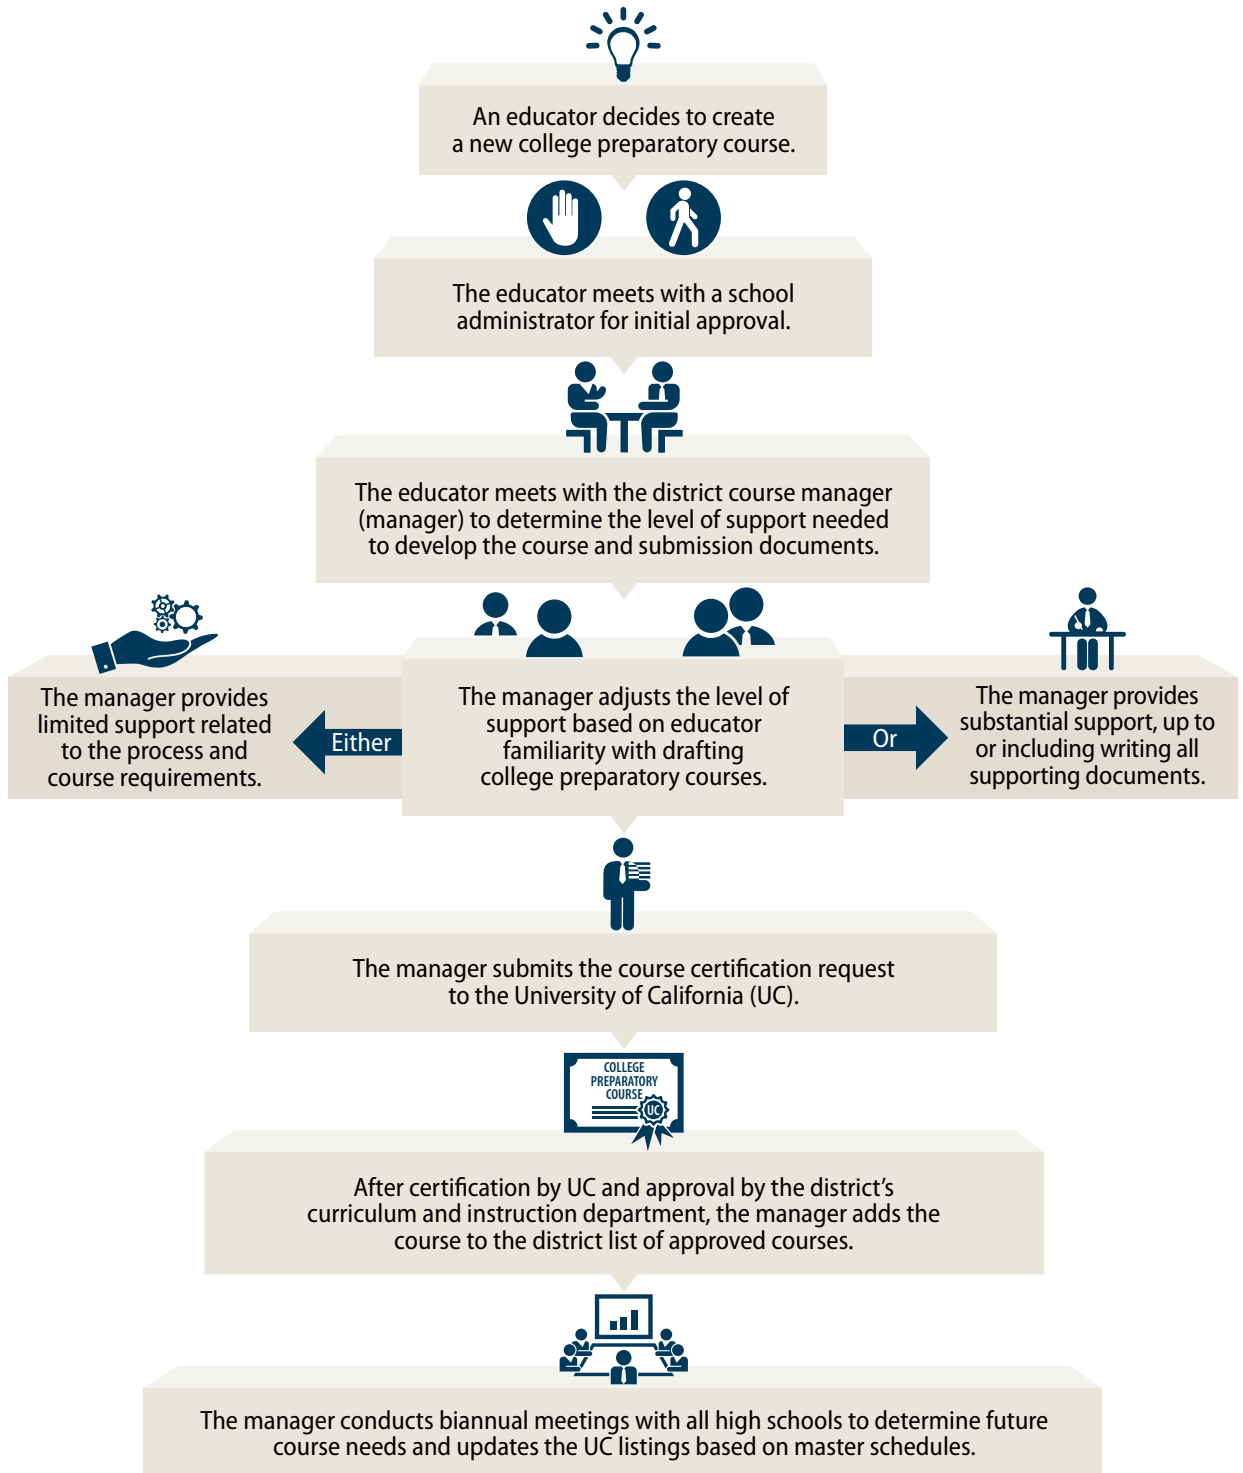 An educator decides to create
a new college preparatory course.
The educator meets with a school
administrator for initial approval.
The educator meets with the district course manager
(manager) to determine the level of support needed
to develop the course and submission documents.
The manager provides
limited support related
to the process and
course requirements.
Either
The manager adjusts the level of
support based on educator
familiarity with drafting
college preparatory courses.
Or
The manager provides
substantial support, up to
or including writing all
supporting documents.
The manager submits the course certification request
to the University of California (UC).
COLLEGE
PREPARATORY
COURSE
UC
After certification by UC and approval by the district’s
curriculum and instruction department, the manager adds the
course to the district list of approved courses.
The manager conducts biannual meetings with all high schools to determine future
course needs and updates the UC listings based on master schedules.